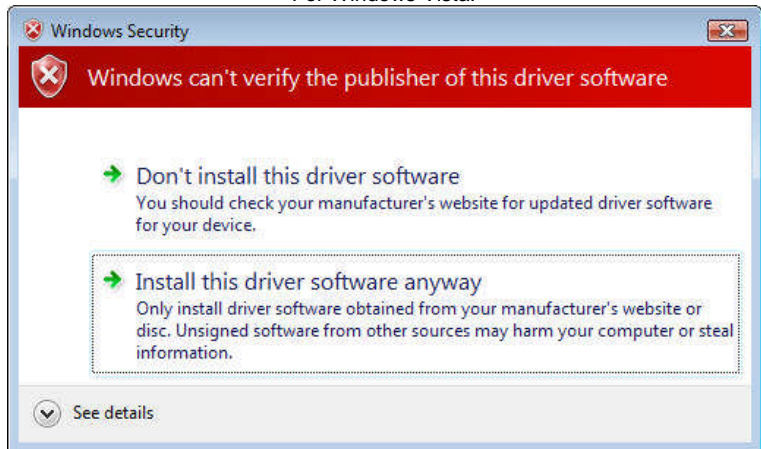 For Windows Vista:
Windows Security
Windows can't verify the publisher of this driver software
Don't install this driver software
You should check your manufacturer's website for updated driver software
for your device.
Install this driver software anyway
Only install driver software obtained from your manufacturer's website or
disc. Unsigned software from other sources may harm your computer or steal
information.
See details